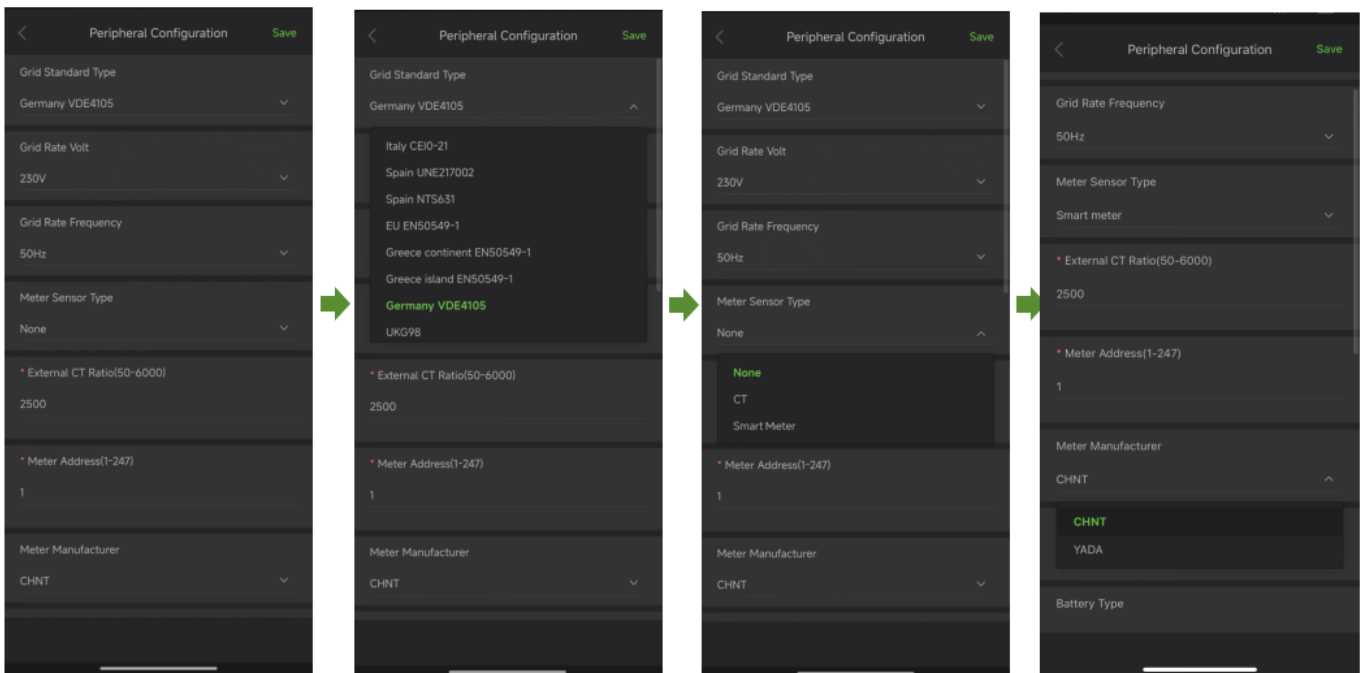 Peripheral Configuration Save
Grid Standard Type
Germany VDE4105
Grid Rate Volt
230V
Grid Rate Frequency
50Hz
Meter Sensor Type
None
* External CT Ratio(50-6000)
2500
* Meter Address(1-247)
1
Meter Manufacturer
CHNT
Peripheral Configuration Save
Grid Standard Type
Germany VDE4105
Italy CEI0-21
Spain UNE217002
Spain NTS631
EU EN50549-1
Greece continent EN50549-1
Greece island EN50549-1
Germany VDE4105
UKG98
* External CT Ratio(50-6000)
2500
* Meter Address(1-247)
1
Meter Manufacturer
CHNT
Peripheral Configuration Save
Grid Standard Type
Germany VDE4105
Grid Rate Volt
230V
Grid Rate Frequency
50Hz
Meter Sensor Type
None
None
CT
Smart Meter
* Meter Address(1-247)
1
Meter Manufacturer
CHNT
Peripheral Configuration Save
Grid Rate Frequency
50Hz
Meter Sensor Type
Smart meter
* External CT Ratio(50-6000)
2500
* Meter Address(1-247)
1
Meter Manufacturer
CHNT
CHNT
YADA
Battery Type